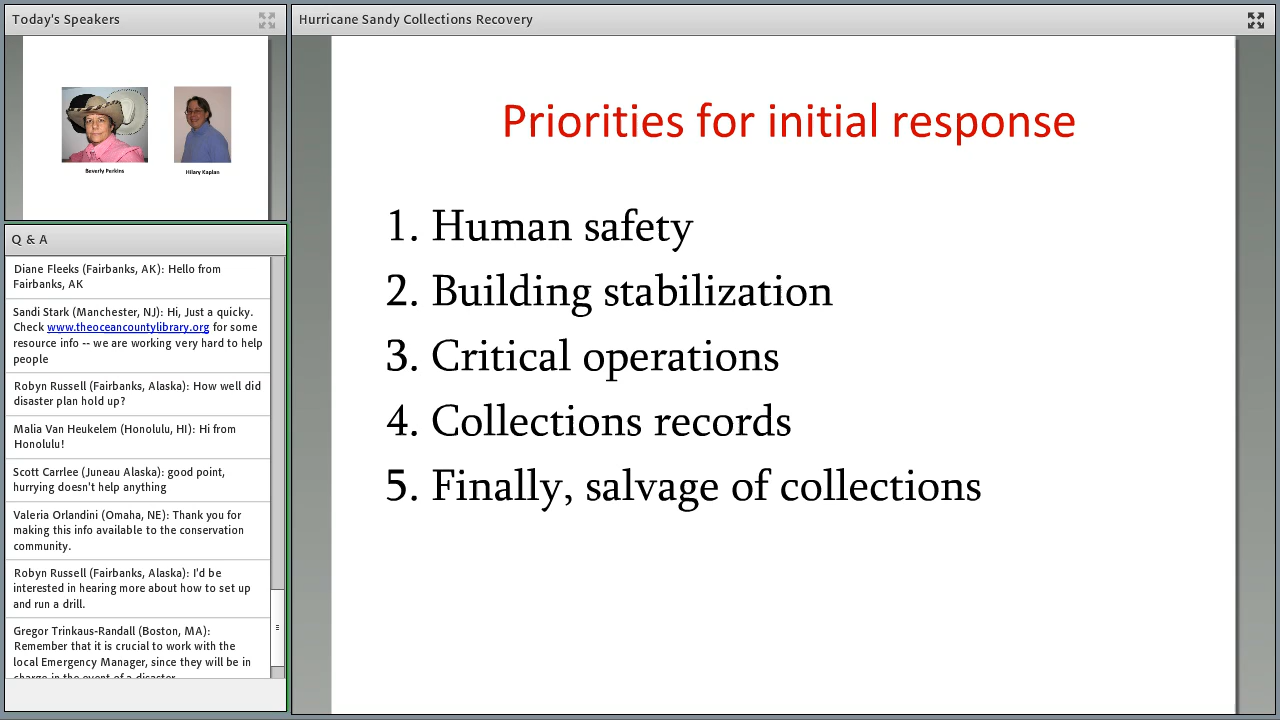 Today's Speakers
Beverly Perkins
Hilary Kaplan
Q & A
Diane Fleeks (Fairbanks, AK): Hello from
Fairbanks, AK
Sandi Stark (Manchester, NJ): Hi, Just a quicky.
Check www.theoceancountylibrary.org for some
resource info -- we are working very hard to help
people
Robyn Russell (Fairbanks, Alaska): How well did
disaster plan hold up?
Malia Van Heukelem (Honolulu, HI): Hi from
Honolulu!
Scott Carrlee (Juneau Alaska): good point,
hurrying doesn't help anything
Valeria Orlandini (Omaha, NE): Thank you for
making this info available to the conservation
community.
Robyn Russell (Fairbanks, Alaska): I'd be
interested in hearing more about how to set up
and run a drill.
Gregor Trinkaus-Randall (Boston, MA):
Remember that it is crucial to work with the
local Emergency Manager, since they will be in
charge in the event of a disaster
Hurricane Sandy Collections Recovery
Priorities for initial response
1. Human safety
2. Building stabilization
3. Critical operations
4. Collections records
5. Finally, salvage of collections